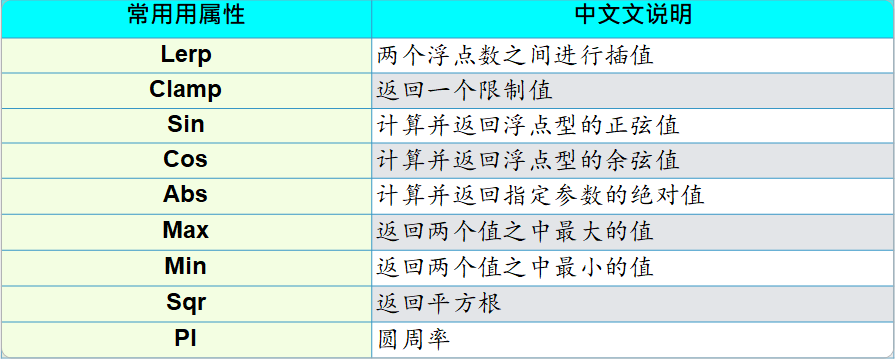 常用用属性 中文文说明
Lerp 两个浮点数之间进行插值
Clamp 返回一个限制值
Sin 计算并返回浮点型的正弦值
Cos 计算并返回浮点型的余弦值
Abs 计算并返回指定参数的绝对值
Max 返回两个值之中最大的值
Min 返回两个值之中最小的值
Sqr 返回平方根
PI 圆周率